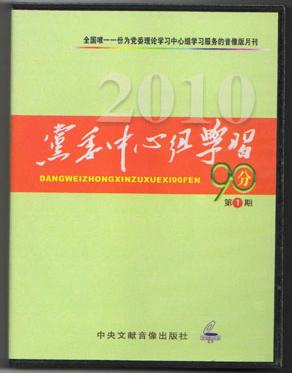 全国唯一一份为党委理论学习中心组学习服务的音像版月刊
2010
党委中心组學習
DANGWEIZHONGXINZUXUEXI90FEN
90分
第1期
中央文献音像出版社